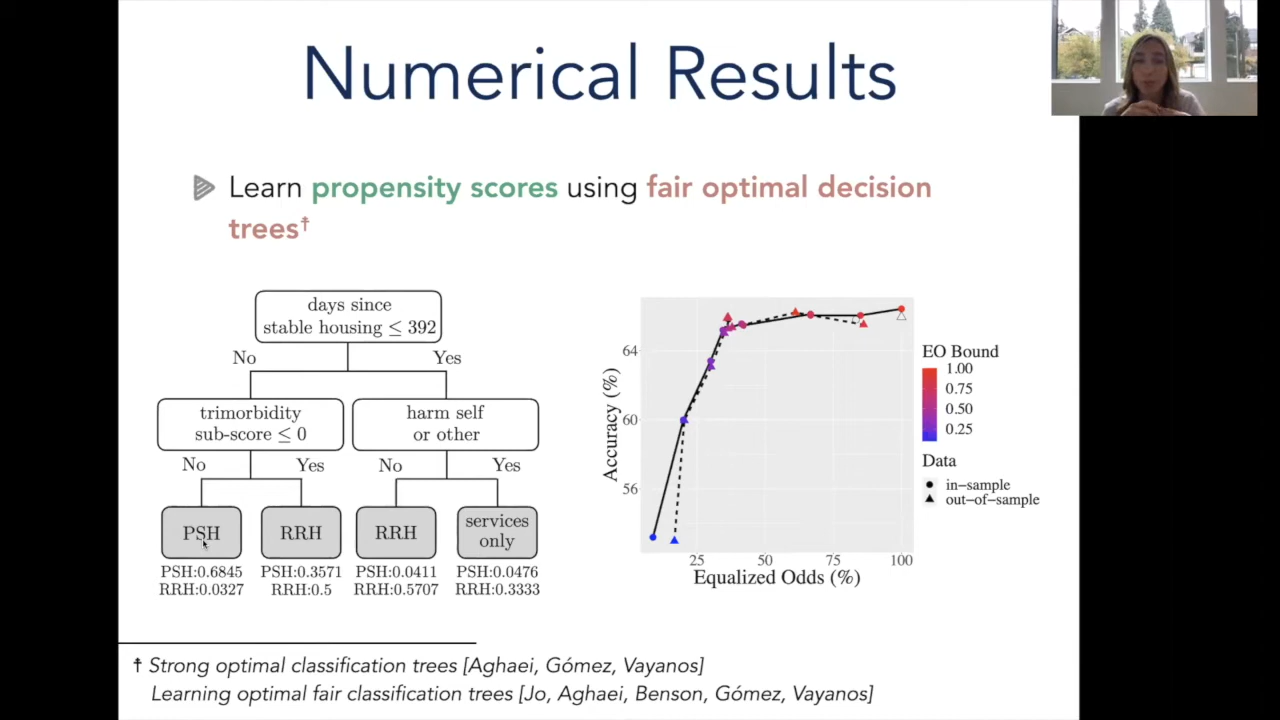 Numerical Results
Learn propensity scores using fair optimal decision
trees†
days since
stable housing ≤ 392
No
Yes
trimorbidity
sub-score ≤ 0
harm self
or other
No
Yes
No
Yes
PSH
RRH
RRH
services
only
PSH:0.6845
RRH:0.0327
PSH:0.3571
RRH:0.5
PSH:0.0411
RRH:0.5707
PSH:0.0476
RRH:0.3333
Accuracy (%)
64
60
56
25
50
75
100
Equalized Odds (%)
EO Bound
1.00
0.75
0.50
0.25
Data
in-sample
out-of-sample
† Strong optimal classification trees [Aghaei, Gómez, Vayanos]
Learning optimal fair classification trees [Jo, Aghaei, Benson, Gómez, Vayanos]